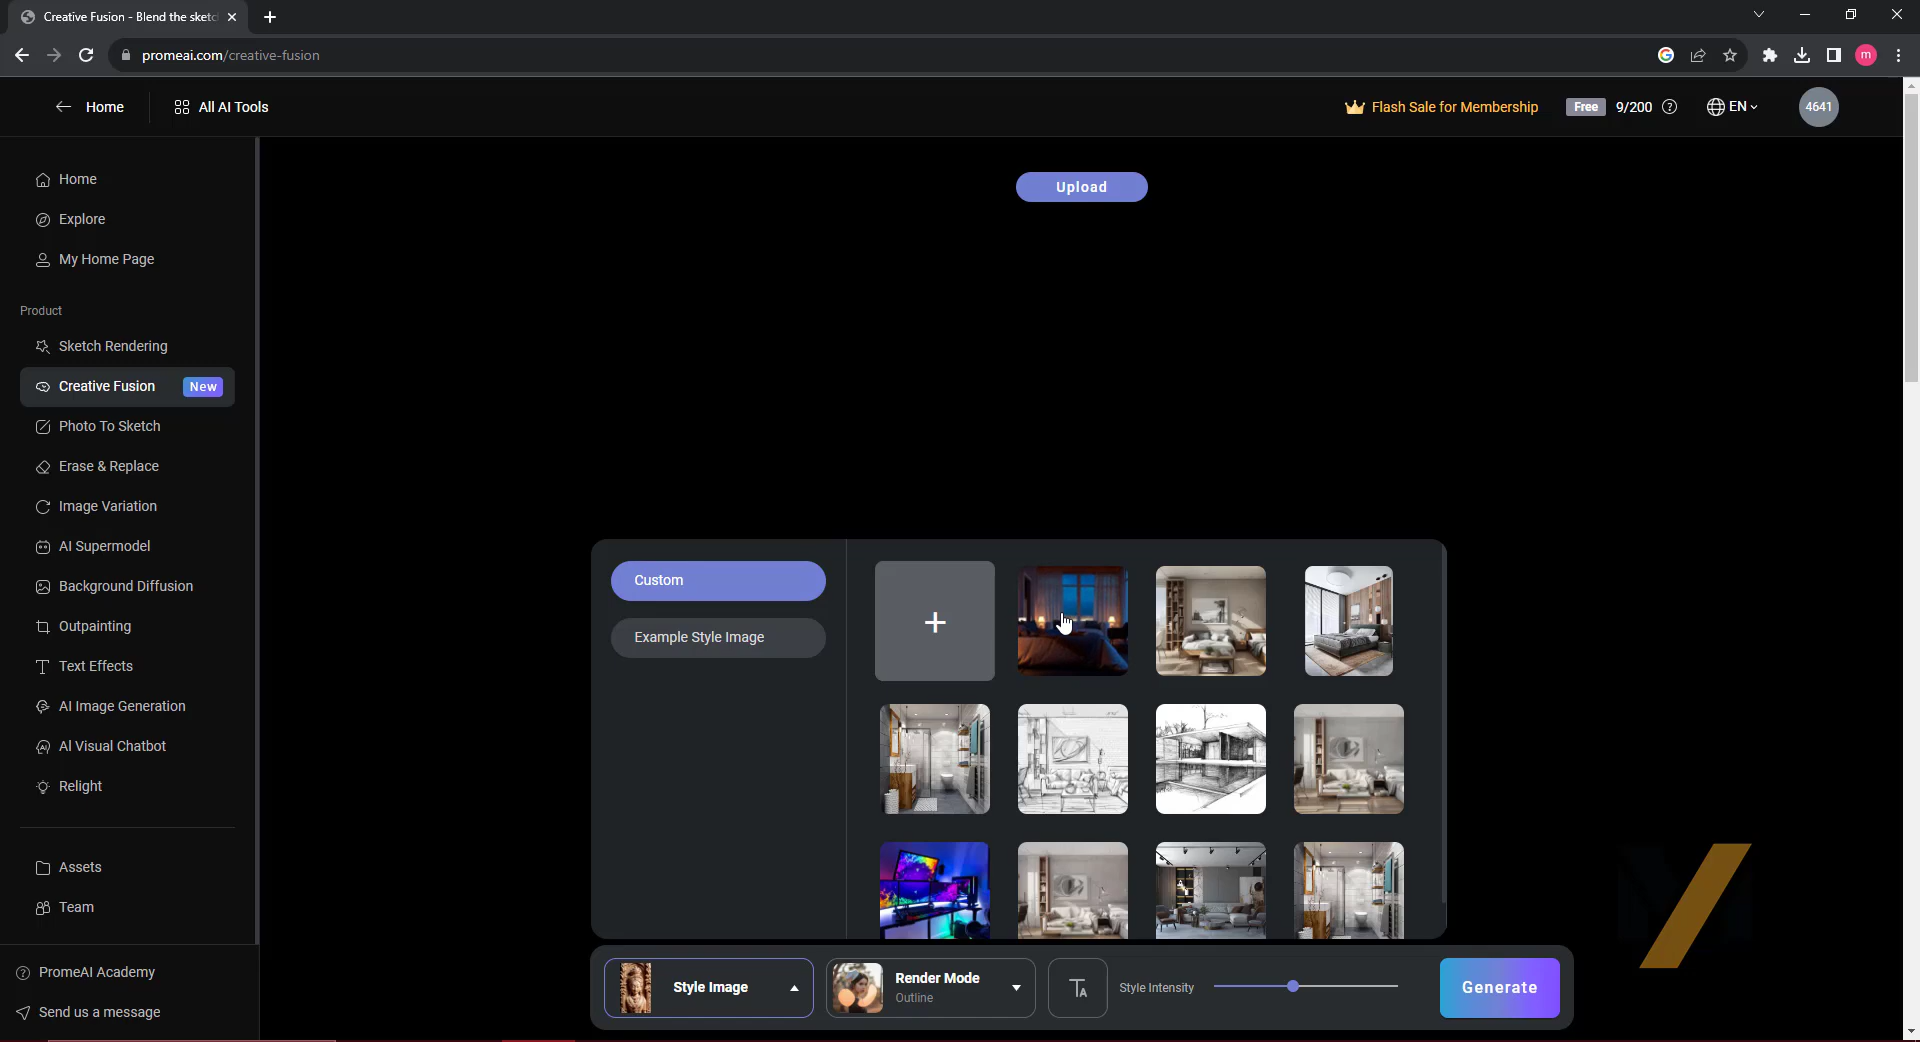 Creative Fusion - Blend the sketc
promeai.com/creative-fusion
m
Home
All AI Tools
Flash Sale for Membership
Free
9/200
EN
4641
Home
Explore
My Home Page
Product
Sketch Rendering
Creative Fusion
New
Photo To Sketch
Erase & Replace
Image Variation
AI Supermodel
Background Diffusion
Outpainting
Text Effects
AI Image Generation
AI Visual Chatbot
Relight
Assets
Team
PromeAI Academy
Send us a message
Upload
Custom
Example Style Image
Style Image
Render Mode
Outline
Style Intensity
Generate